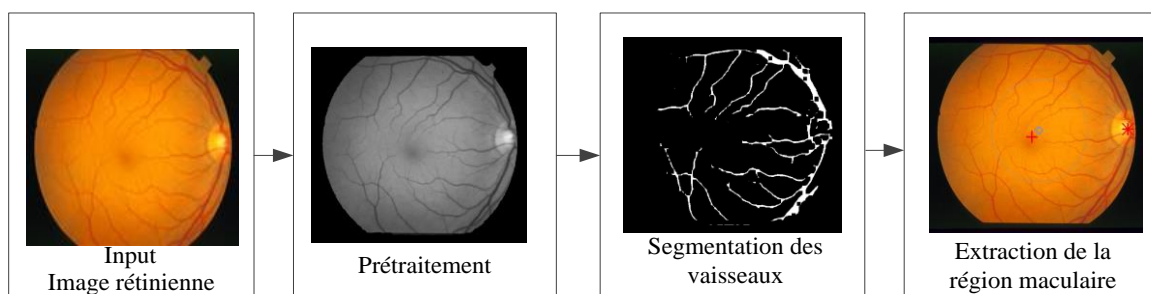 Input
Image rétinienne
Prétraitement
Segmentation des
vaisseaux
Extraction de la
région maculaire